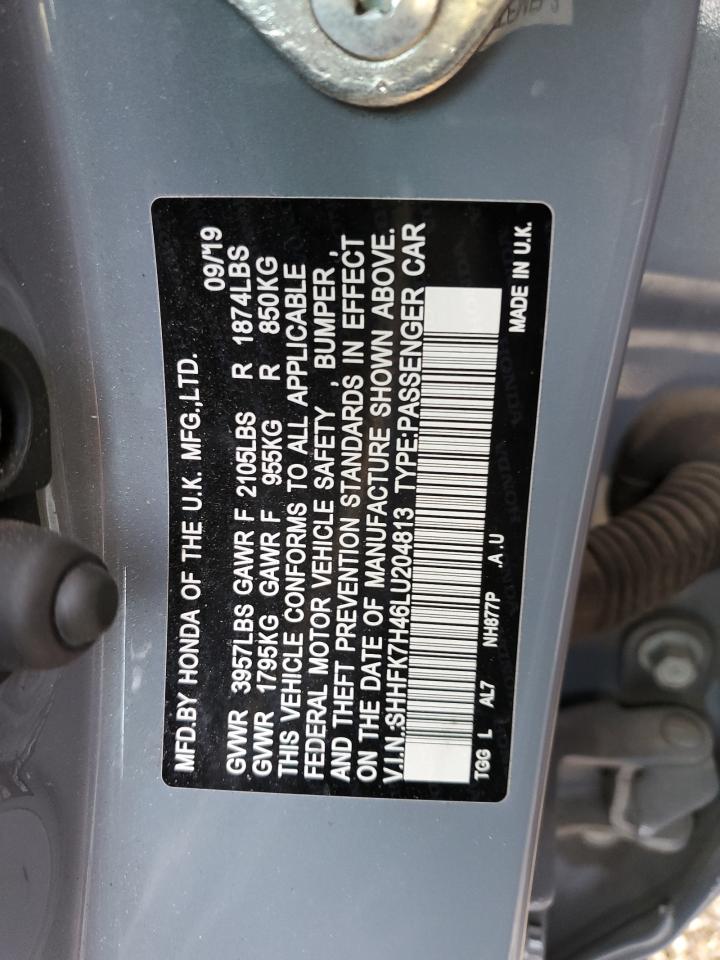 MFD.BY HONDA OF THE U.K. MFG.,LTD. 09/19
GVWR 3957LBS GAWR F 2105LBS R 1874LBS
GVWR 1795KG GAWR F 955KG R 850KG
THIS VEHICLE CONFORMS TO ALL APPLICABLE
FEDERAL MOTOR VEHICLE SAFETY , BUMPER ,
AND THEFT PREVENTION STANDARDS IN EFFECT
ON THE DATE OF MANUFACTURE SHOWN ABOVE.
V.I.N.:SHHFK7H46LU204813 TYPE:PASSENGER CAR
TGG L AL7 NH877P .A.U MADE IN U.K.